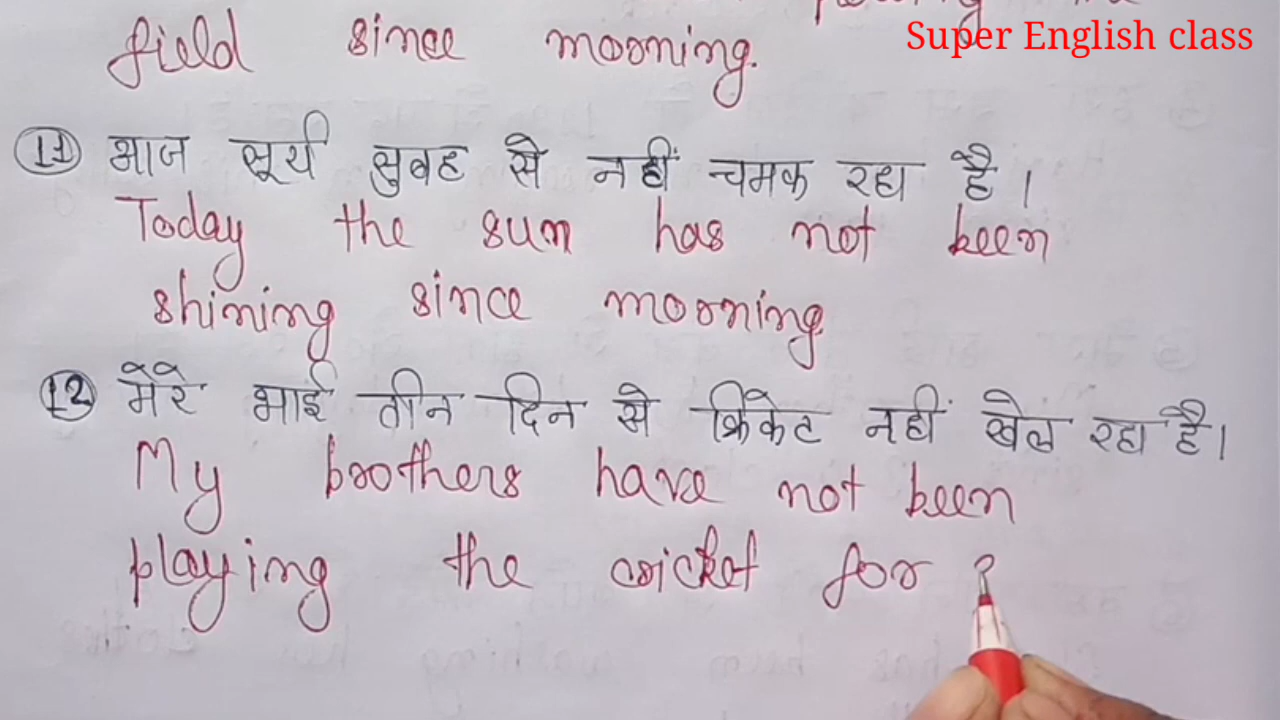 Super English class
field since morning.
11 आज सूर्य सुबह से नहीं चमक रहा है।
Today the sun has not been
shining since morning.
12 मेरे भाई तीन दिन से क्रिकेट नहीं खेल रहा है।
My brothers have not been
playing the cricket for